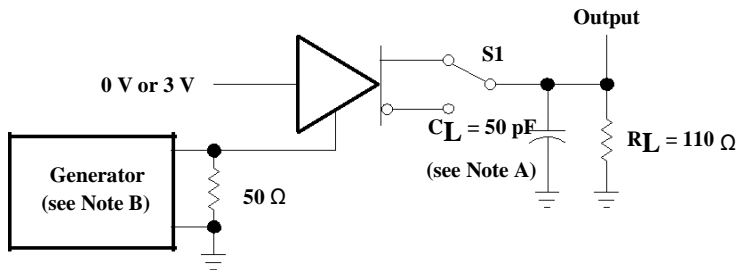 Output
S1
0 V or 3 V
CL = 50 pF
(see Note A)
RL = 110 Ω
Generator
(see Note B)
50 Ω